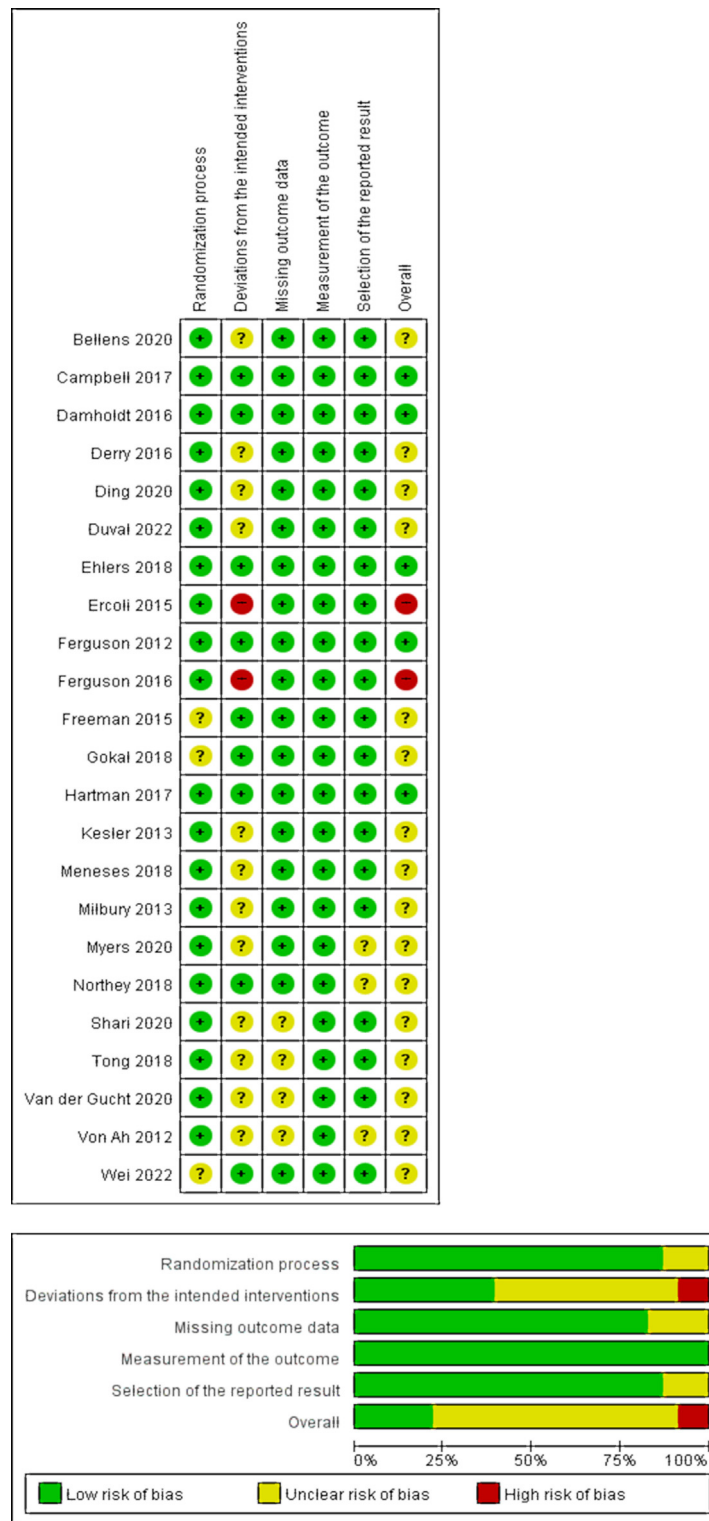 Randomization process
Deviations from the intended interventions
Missing outcome data
Measurement of the outcome
Selection of the reported result
Overall
Bellens 2020 + ? + + + ?
Campbell 2017 + + + + + +
Damholdt 2016 + + + + + +
Derry 2016 + ? + + + ?
Ding 2020 + ? + + + ?
Duval 2022 + ? + + + ?
Ehlers 2018 + + + + + +
Ercoli 2015 + − + + + −
Ferguson 2012 + + + + + +
Ferguson 2016 + − + + + −
Freeman 2015 ? + + + + ?
Gokal 2018 ? + + + + ?
Hartman 2017 + + + + + +
Kesler 2013 + ? + + + ?
Meneses 2018 + ? + + + ?
Milbury 2013 + ? + + + ?
Myers 2020 + ? + + ? ?
Northey 2018 + + + + ? ?
Shari 2020 + ? ? + + ?
Tong 2018 + ? ? + + ?
Van der Gucht 2020 + ? ? + + ?
Von Ah 2012 + ? ? + ? ?
Wei 2022 ? + + + + ?
Randomization process
Deviations from the intended interventions
Missing outcome data
Measurement of the outcome
Selection of the reported result
Overall
0% 25% 50% 75% 100%
Low risk of bias Unclear risk of bias High risk of bias